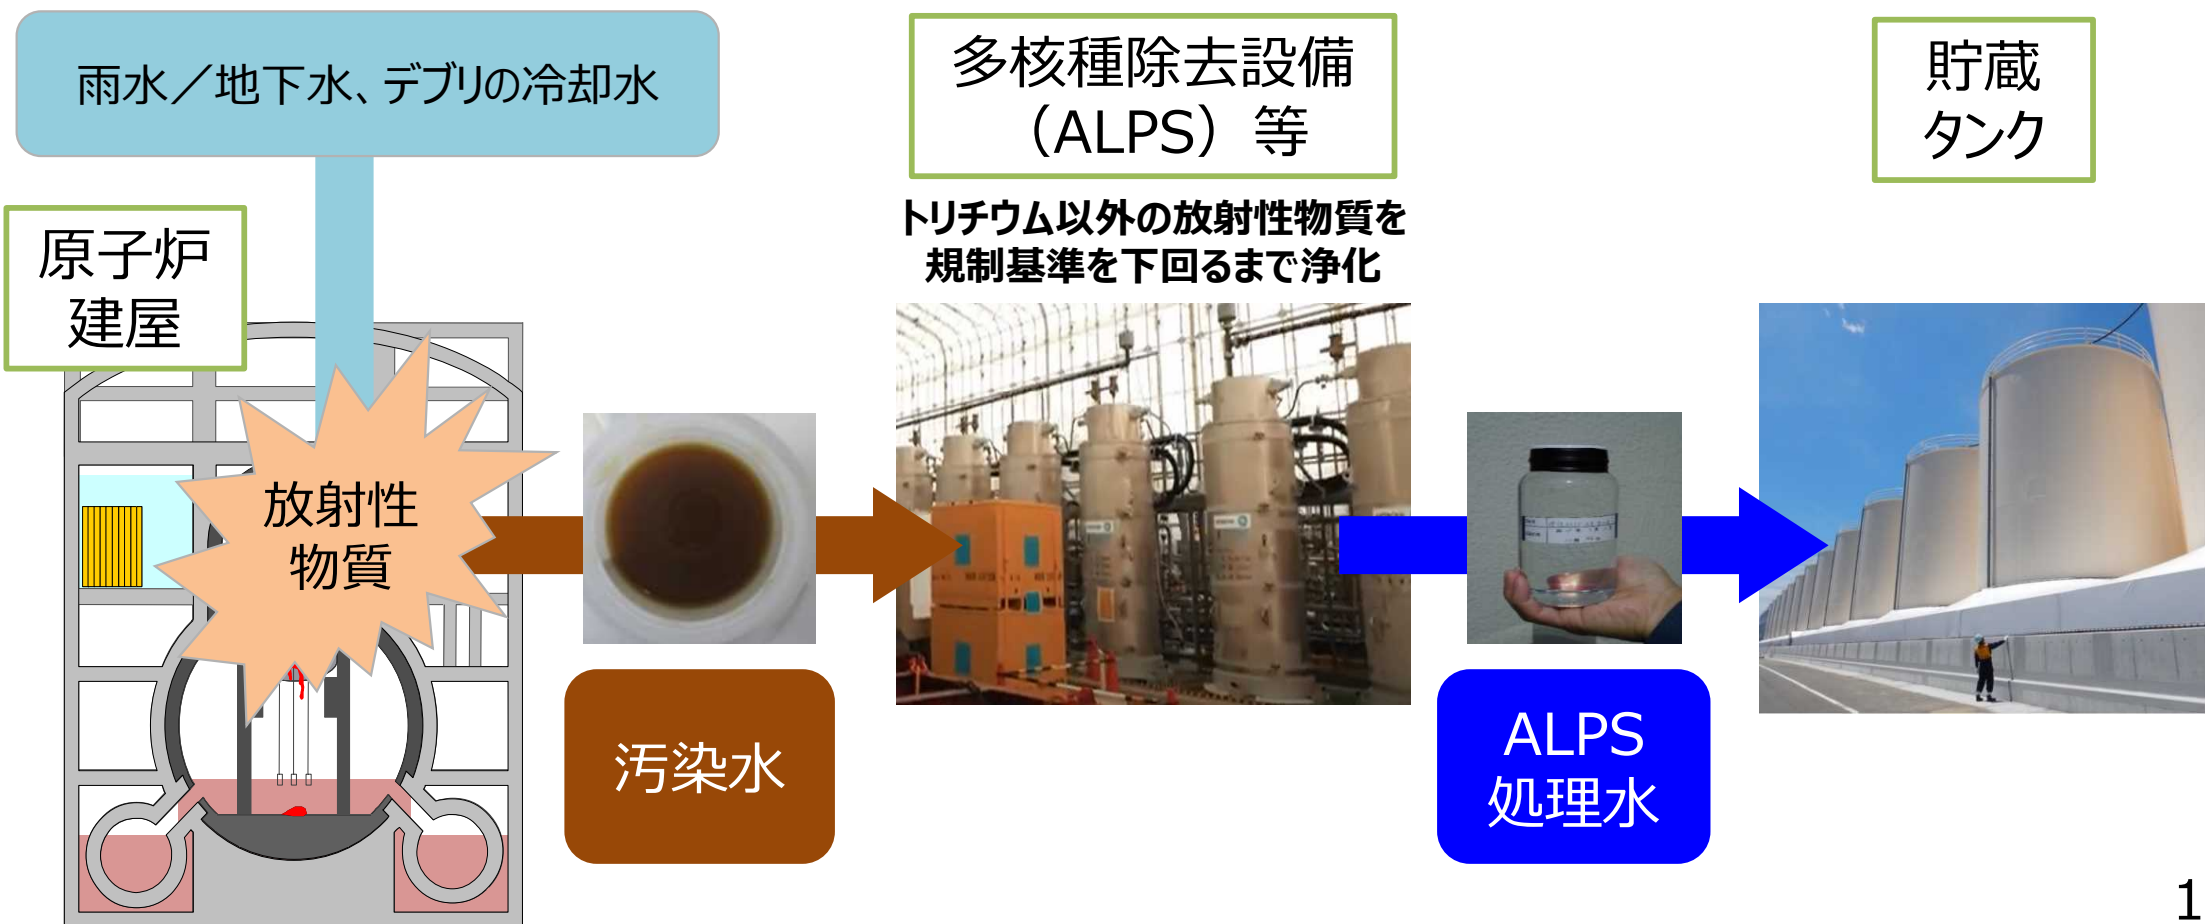 雨水／地下水、デブリの冷却水
原子炉
建屋
放射性
物質
汚染水
多核種除去設備
（ALPS）等
トリチウム以外の放射性物質を
規制基準を下回るまで浄化
ALPS
処理水
貯蔵
タンク
1